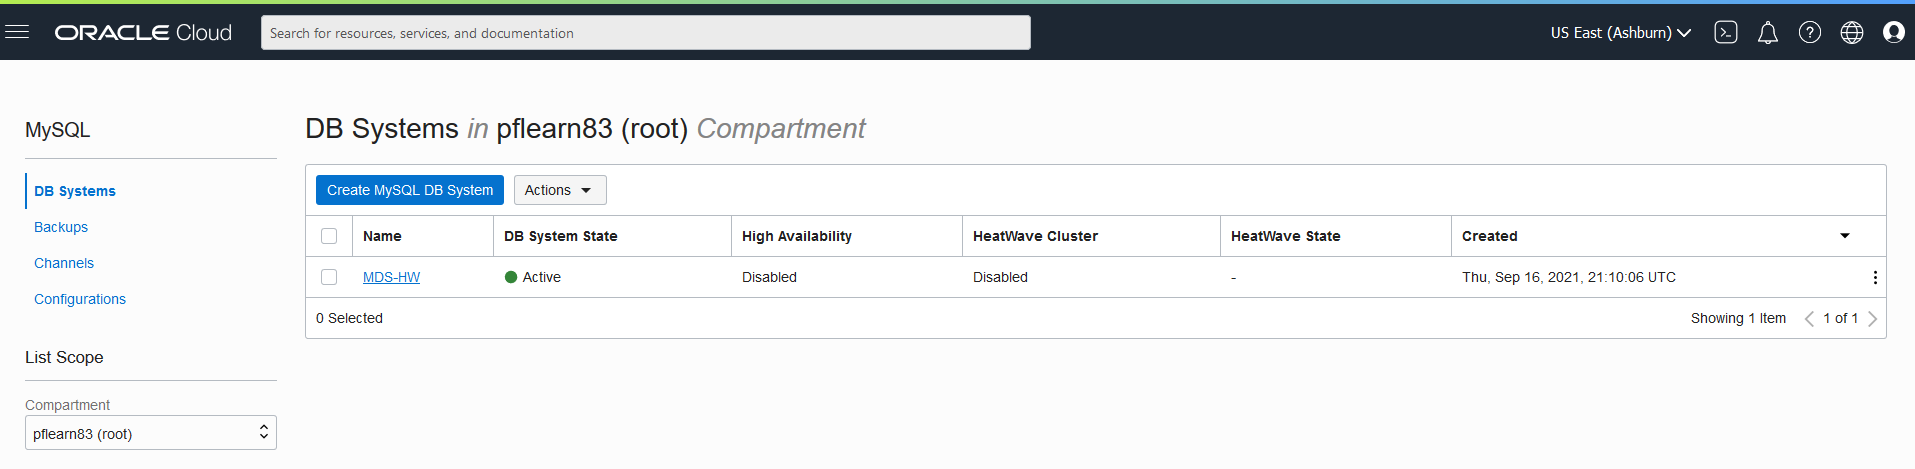 ORACLE Cloud
Search for resources, services, and documentation
US East (Ashburn)
MySQL
DB Systems
Backups
Channels
Configurations
List Scope
Compartment
pflearn83 (root)
DB Systems in pflearn83 (root) Compartment
Create MySQL DB System Actions
Name DB System State High Availability HeatWave Cluster HeatWave State Created
MDS-HW Active Disabled Disabled - Thu, Sep 16, 2021, 21:10:06 UTC
0 Selected Showing 1 Item 1 of 1